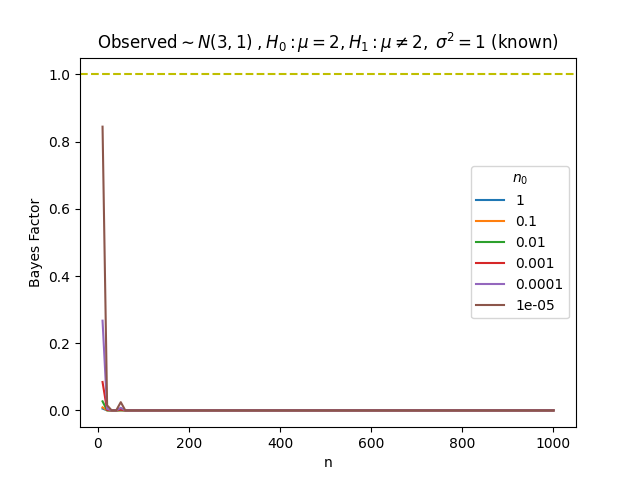 Observed ∼ N(3, 1) , H₀ : μ = 2, H₁ : μ ≠ 2, σ² = 1 (known)
1.0
0.8
0.6
0.4
0.2
0.0
Bayes Factor
n₀
1
0.1
0.01
0.001
0.0001
1e-05
0 200 400 600 800 1000
n